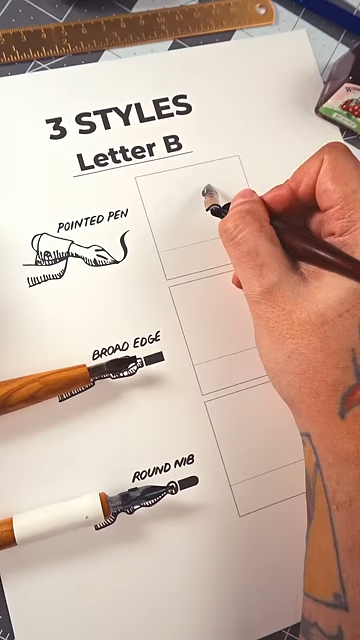 3 STYLES
Letter B
POINTED PEN
BROAD EDGE
ROUND NIB